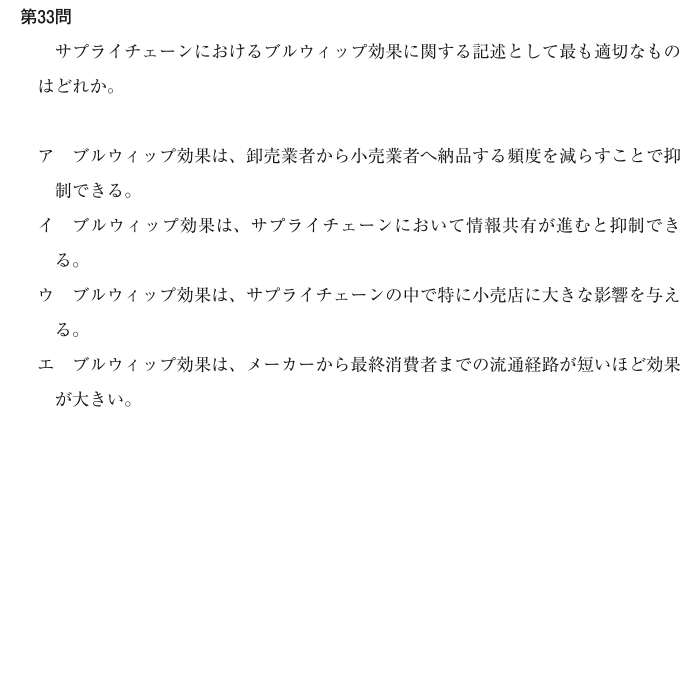 第33問
サプライチェーンにおけるブルウィップ効果に関する記述として最も適切なもの
はどれか。
ア　ブルウィップ効果は、卸売業者から小売業者へ納品する頻度を減らすことで抑
制できる。
イ　ブルウィップ効果は、サプライチェーンにおいて情報共有が進むと抑制でき
る。
ウ　ブルウィップ効果は、サプライチェーンの中で特に小売店に大きな影響を与え
る。
エ　ブルウィップ効果は、メーカーから最終消費者までの流通経路が短いほど効果
が大きい。